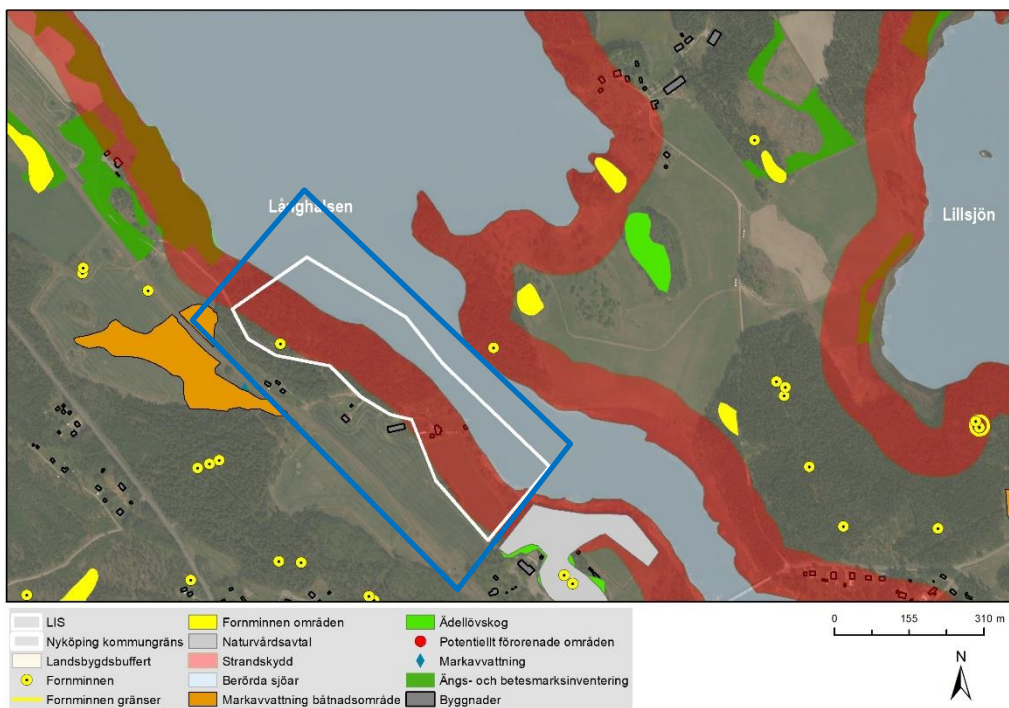 Långhalsen
Lillsjön
LIS
Nyköping kommungräns
Landsbygdsbuffert
Fornminnen
Fornminnen gränser
Fornminnen områden
Naturvårdsavtal
Strandskydd
Berörda sjöar
Markavvattning båtnadsområde
Ädellövskog
Potentiellt förorenade områden
Markavvattning
Ängs- och betesmarksinventering
Byggnader
0 155 310 m
N